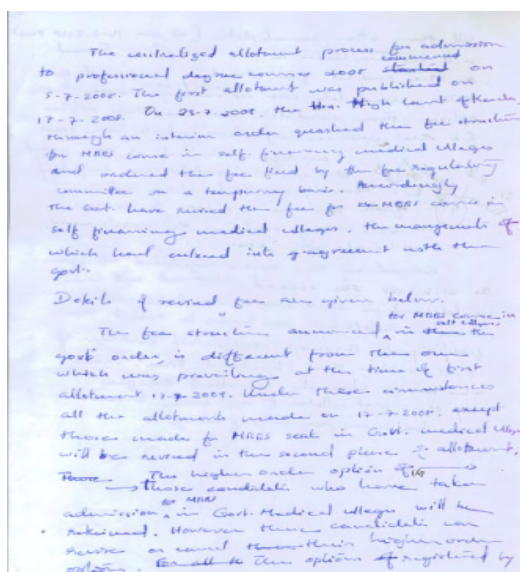 The centralized allotment process for admission
commenced
to professional degree courses 2008 started on
5-7-2008. The first allotment was published on
17-7-2008. On 23-7-2008, the High Court of Kerala
through an interim order quashed the fee structure
for MBBS course in self financing medical colleges
and ordered the fee fixed by the fee regulatory
committee on a temporary basis. Accordingly
the Govt. have revised the fee for MBBS course in
self financing medical colleges, the managements of
which had entered into agreement with the
govt.
Details of revised fee are given below.
for MBBS course in
self colleges
The fee structure announced, in the
govt order, is different from the one
which was prevailing at the time of first
allotment 17-7-2008. Under these circumstances
all the allotments made on 17-7-2008, except
those made for MBBS seats in Govt. medical colleges
will be revised in the second phase of allotment.
The higher order option of
those candidates who have taken
for MBBS
admission in Govt. Medical colleges will be
retained. However these candidates can
revise or cancel their higher order
options. The options registered by